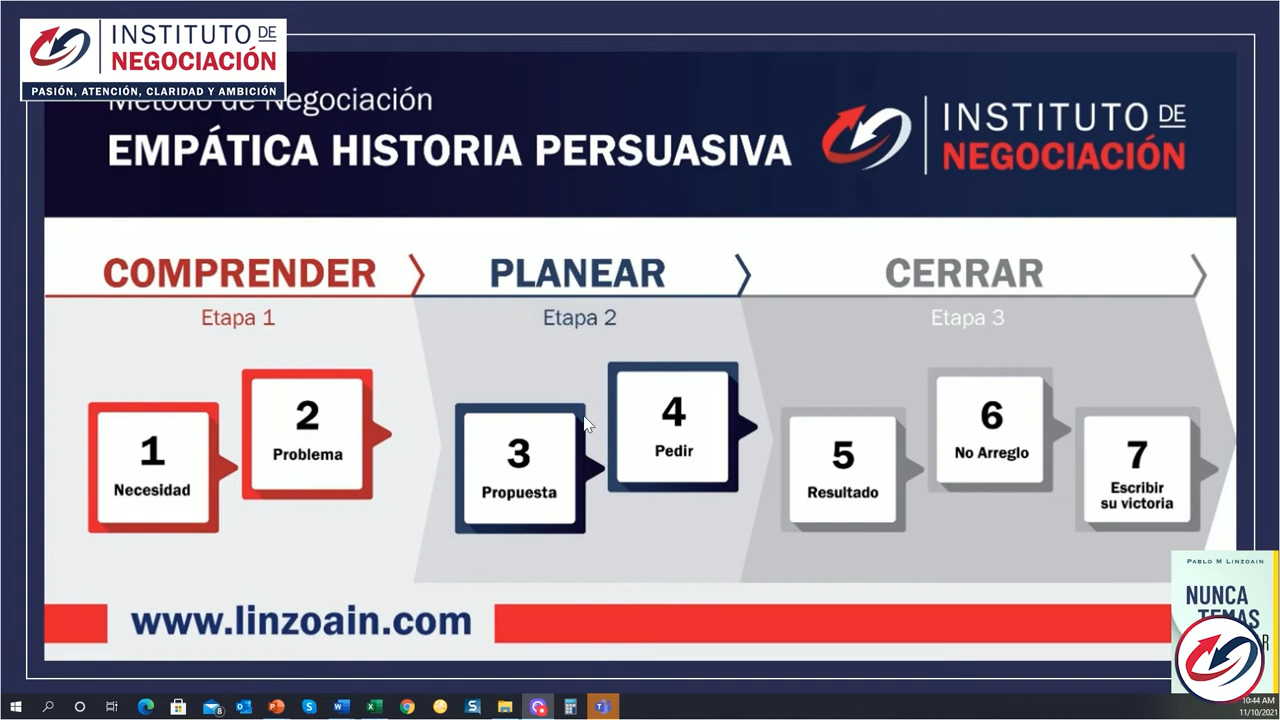 INSTITUTO DE
NEGOCIACIÓN
PASIÓN, ATENCIÓN, CLARIDAD Y AMBICIÓN
Método de Negociación
EMPÁTICA HISTORIA PERSUASIVA
INSTITUTO DE
NEGOCIACIÓN
COMPRENDER
PLANEAR
CERRAR
Etapa 1
Etapa 2
Etapa 3
1
Necesidad
2
Problema
3
Propuesta
4
Pedir
5
Resultado
6
No Arreglo
7
Escribir
su victoria
www.linzoain.com
PABLO M LINZOAIN
NUNCA
TEMAS
8
10:44 AM
11/10/2021